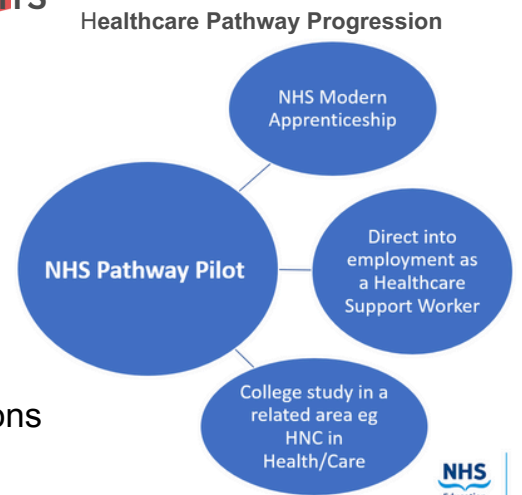 Healthcare Pathway Progression
NHS Modern
Apprenticeship
NHS Pathway Pilot
Direct into
employment as
a Healthcare
Support Worker
College study in a
related area eg
HNC in
Health/Care
NHS